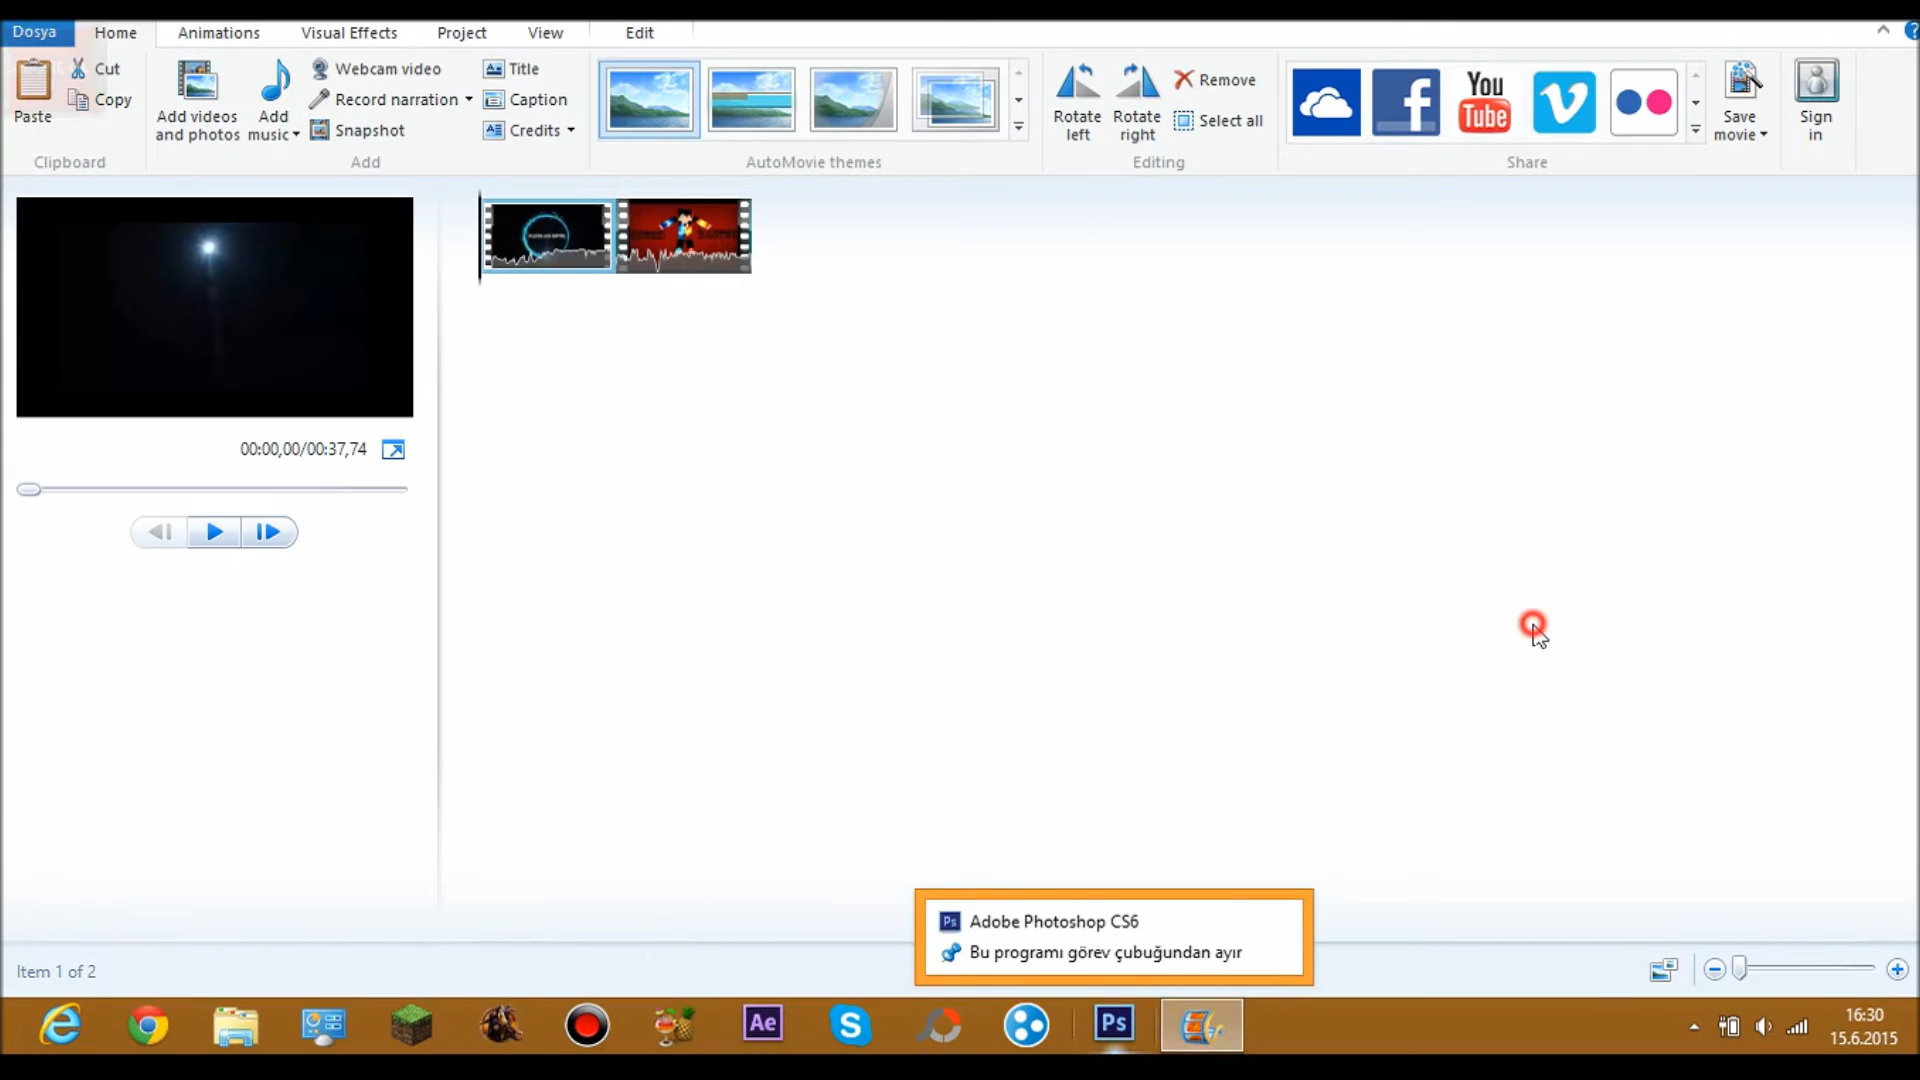 Dosya Home Animations Visual Effects Project View Edit
Paste
Cut
Copy
Clipboard
Add videos
and photos
Add
music
Webcam video
Record narration
Snapshot
Title
Caption
Credits
Add
AutoMovie themes
Rotate
left
Rotate
right
Remove
Select all
Editing
f
You
Tube
Share
Save
movie
Sign
in
00:00,00/00:37,74
Ps Adobe Photoshop CS6
Bu programı görev çubuğundan ayır
Item 1 of 2
Ae
S
Ps
16:30
15.6.2015